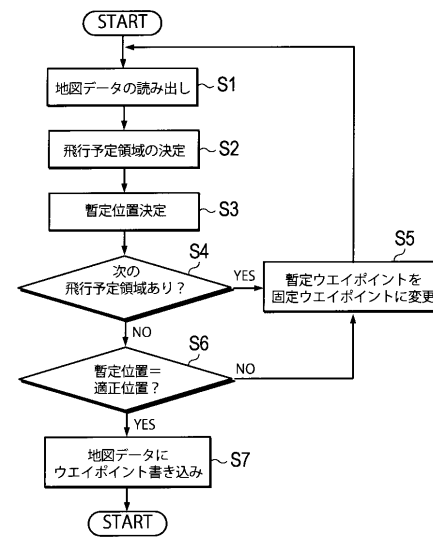 START
地図データの読み出し
S1
飛行予定領域の決定
S2
暫定位置決定
S3
S4
次の
飛行予定領域あり？
YES
S5
暫定ウエイポイントを
固定ウエイポイントに変更
NO
S6
暫定位置＝
適正位置？
NO
YES
地図データに
ウエイポイント書き込み
S7
START